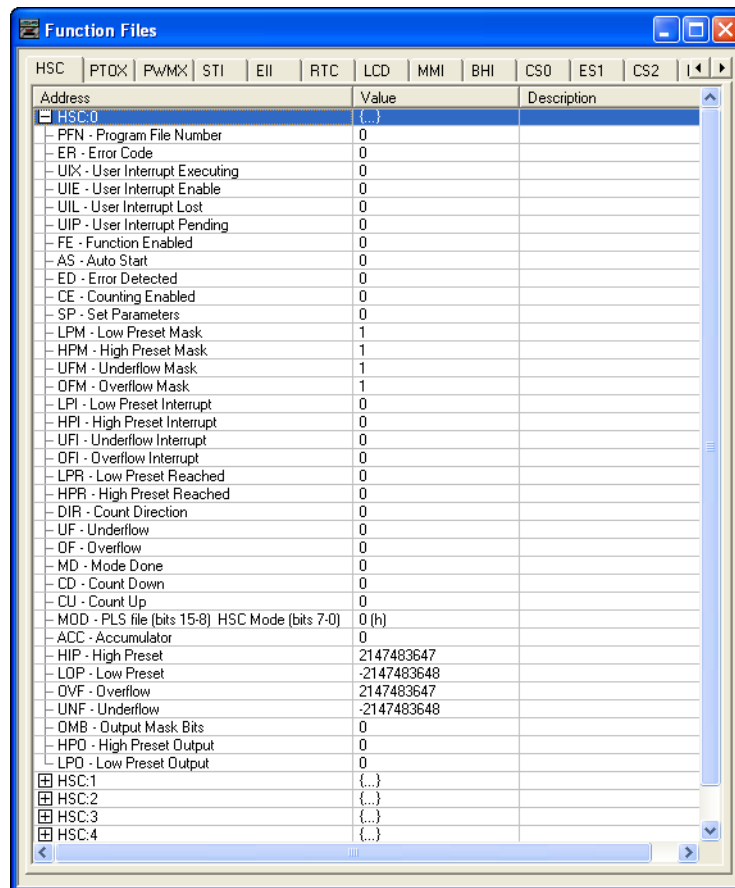 Function Files
HSC PTOX PWMX STI EII RTC LCD MMI BHI CS0 ES1 CS2
Address Value Description
HSC:0 {...}
PFN - Program File Number 0
ER - Error Code 0
UIX - User Interrupt Executing 0
UIE - User Interrupt Enable 0
UIL - User Interrupt Lost 0
UIP - User Interrupt Pending 0
FE - Function Enabled 0
AS - Auto Start 0
ED - Error Detected 0
CE - Counting Enabled 0
SP - Set Parameters 0
LPM - Low Preset Mask 1
HPM - High Preset Mask 1
UFM - Underflow Mask 1
OFM - Overflow Mask 1
LPI - Low Preset Interrupt 0
HPI - High Preset Interrupt 0
UFI - Underflow Interrupt 0
OFI - Overflow Interrupt 0
LPR - Low Preset Reached 0
HPR - High Preset Reached 0
DIR - Count Direction 0
UF - Underflow 0
OF - Overflow 0
MD - Mode Done 0
CD - Count Down 0
CU - Count Up 0
MOD - PLS file (bits 15-8) HSC Mode (bits 7-0) 0 (h)
ACC - Accumulator 0
HIP - High Preset 2147483647
LOP - Low Preset -2147483648
OVF - Overflow 2147483647
UNF - Underflow -2147483648
OMB - Output Mask Bits 0
HPO - High Preset Output 0
LPO - Low Preset Output 0
HSC:1 {...}
HSC:2 {...}
HSC:3 {...}
HSC:4 {...}